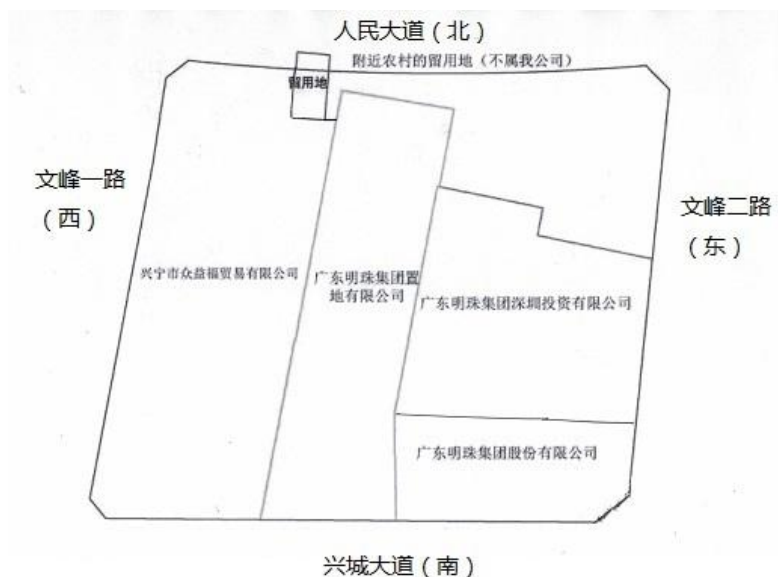 人民大道（北）
附近农村的留用地（不属我公司）
留用地
文峰一路
（西）
文峰二路
（东）
兴宁市众益福贸易有限公司
广东明珠集团置
地有限公司
广东明珠集团深圳投资有限公司
广东明珠集团股份有限公司
兴城大道（南）